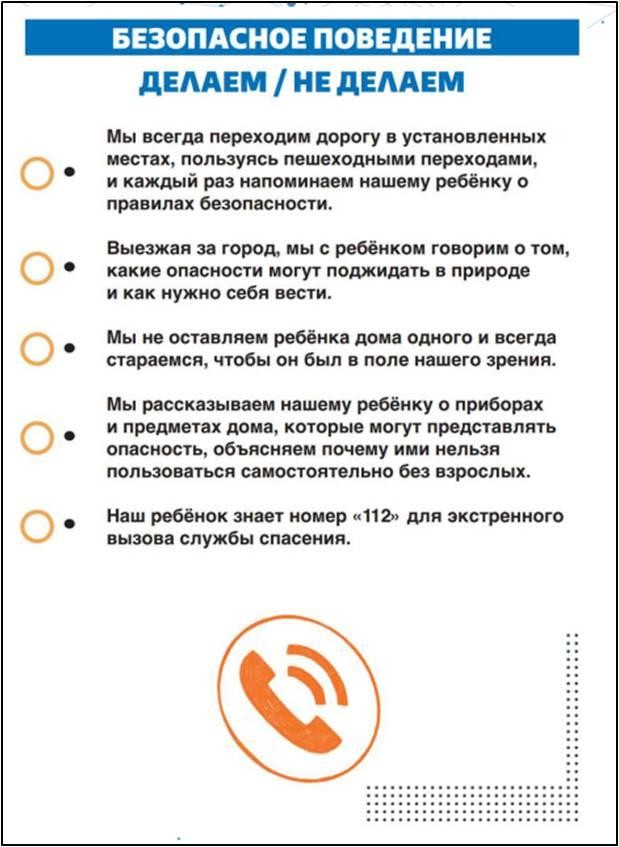 БЕЗОПАСНОЕ ПОВЕДЕНИЕ
ДЕЛАЕМ / НЕ ДЕЛАЕМ
• Мы всегда переходим дорогу в установленных
местах, пользуясь пешеходными переходами,
и каждый раз напоминаем нашему ребёнку о
правилах безопасности.
• Выезжая за город, мы с ребёнком говорим о том,
какие опасности могут поджидать в природе
и как нужно себя вести.
• Мы не оставляем ребёнка дома одного и всегда
стараемся, чтобы он был в поле нашего зрения.
• Мы рассказываем нашему ребёнку о приборах
и предметах дома, которые могут представлять
опасность, объясняем почему ими нельзя
пользоваться самостоятельно без взрослых.
• Наш ребёнок знает номер «112» для экстренного
вызова службы спасения.